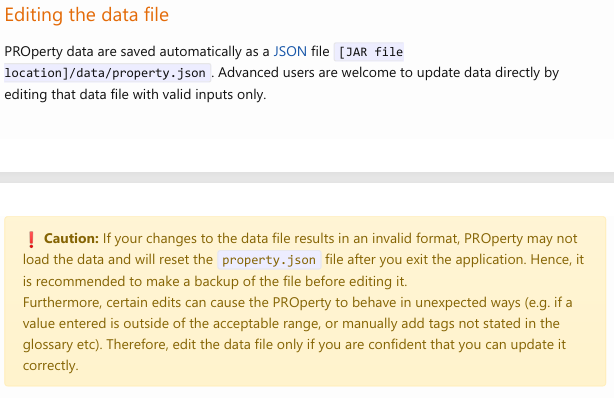 Editing the data file
PROperty data are saved automatically as a JSON file [JAR file
location]/data/property.json . Advanced users are welcome to update data directly by
editing that data file with valid inputs only.
❗ Caution: If your changes to the data file results in an invalid format, PROperty may not
load the data and will reset the property.json file after you exit the application. Hence, it
is recommended to make a backup of the file before editing it.
Furthermore, certain edits can cause the PROperty to behave in unexpected ways (e.g. if a
value entered is outside of the acceptable range, or manually add tags not stated in the
glossary etc). Therefore, edit the data file only if you are confident that you can update it
correctly.